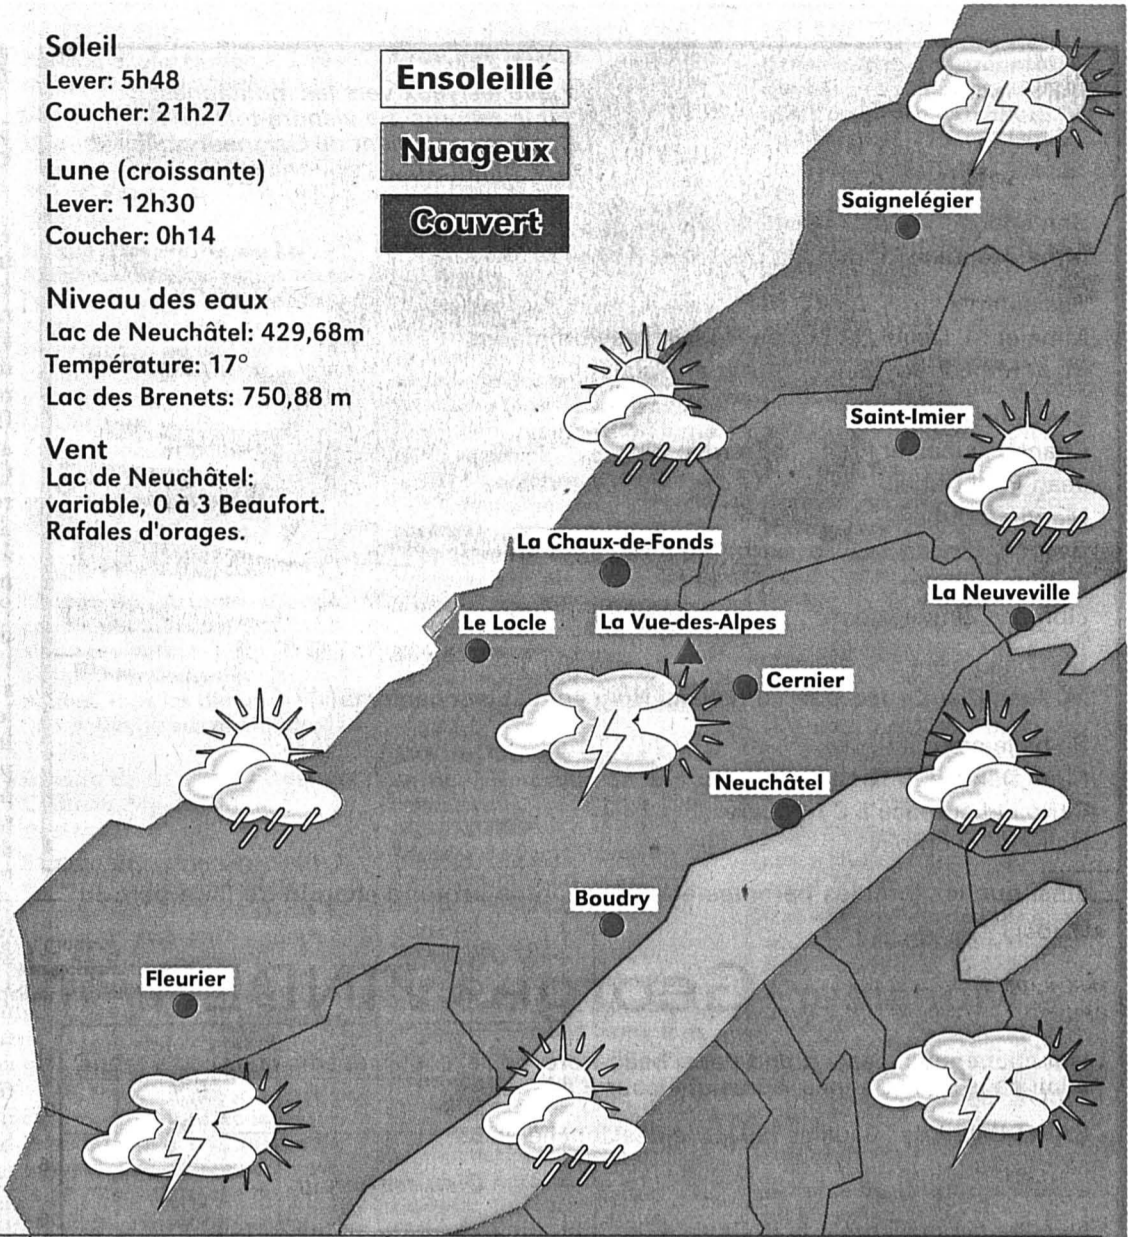 Soleil
Lever: 5h48
Coucher: 21h27
Lune (croissante)
Lever: 12h30
Coucher: 0h14
Niveau des eaux
Lac de Neuchâtel: 429,68m
Température: 17°
Lac des Brenets: 750,88 m
Vent
Lac de Neuchâtel:
variable, 0 à 3 Beaufort.
Rafales d'orages.
Ensoleillé
Nuageux
Couvert
Saignelégier
Saint-Imier
La Chaux-de-Fonds
La Neuveville
Le Locle
La Vue-des-Alpes
Cernier
Neuchâtel
Boudry
Fleurier